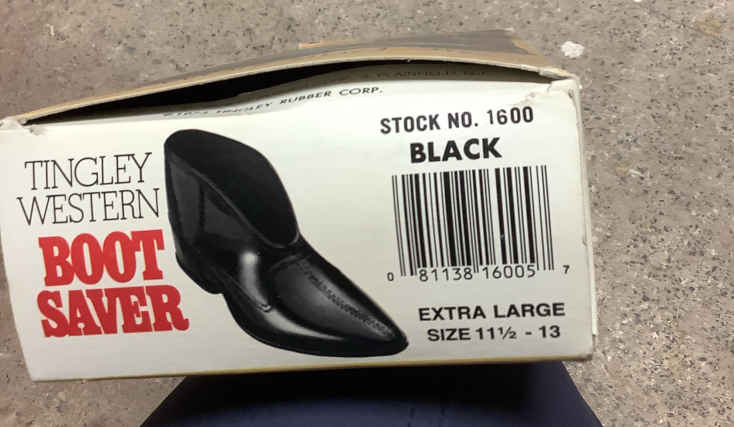 TINGLEY RUBBER CORP.
STOCK NO. 1600
BLACK
TINGLEY
WESTERN
BOOT
SAVER
0 81138 16005 7
EXTRA LARGE
SIZE 11½ - 13